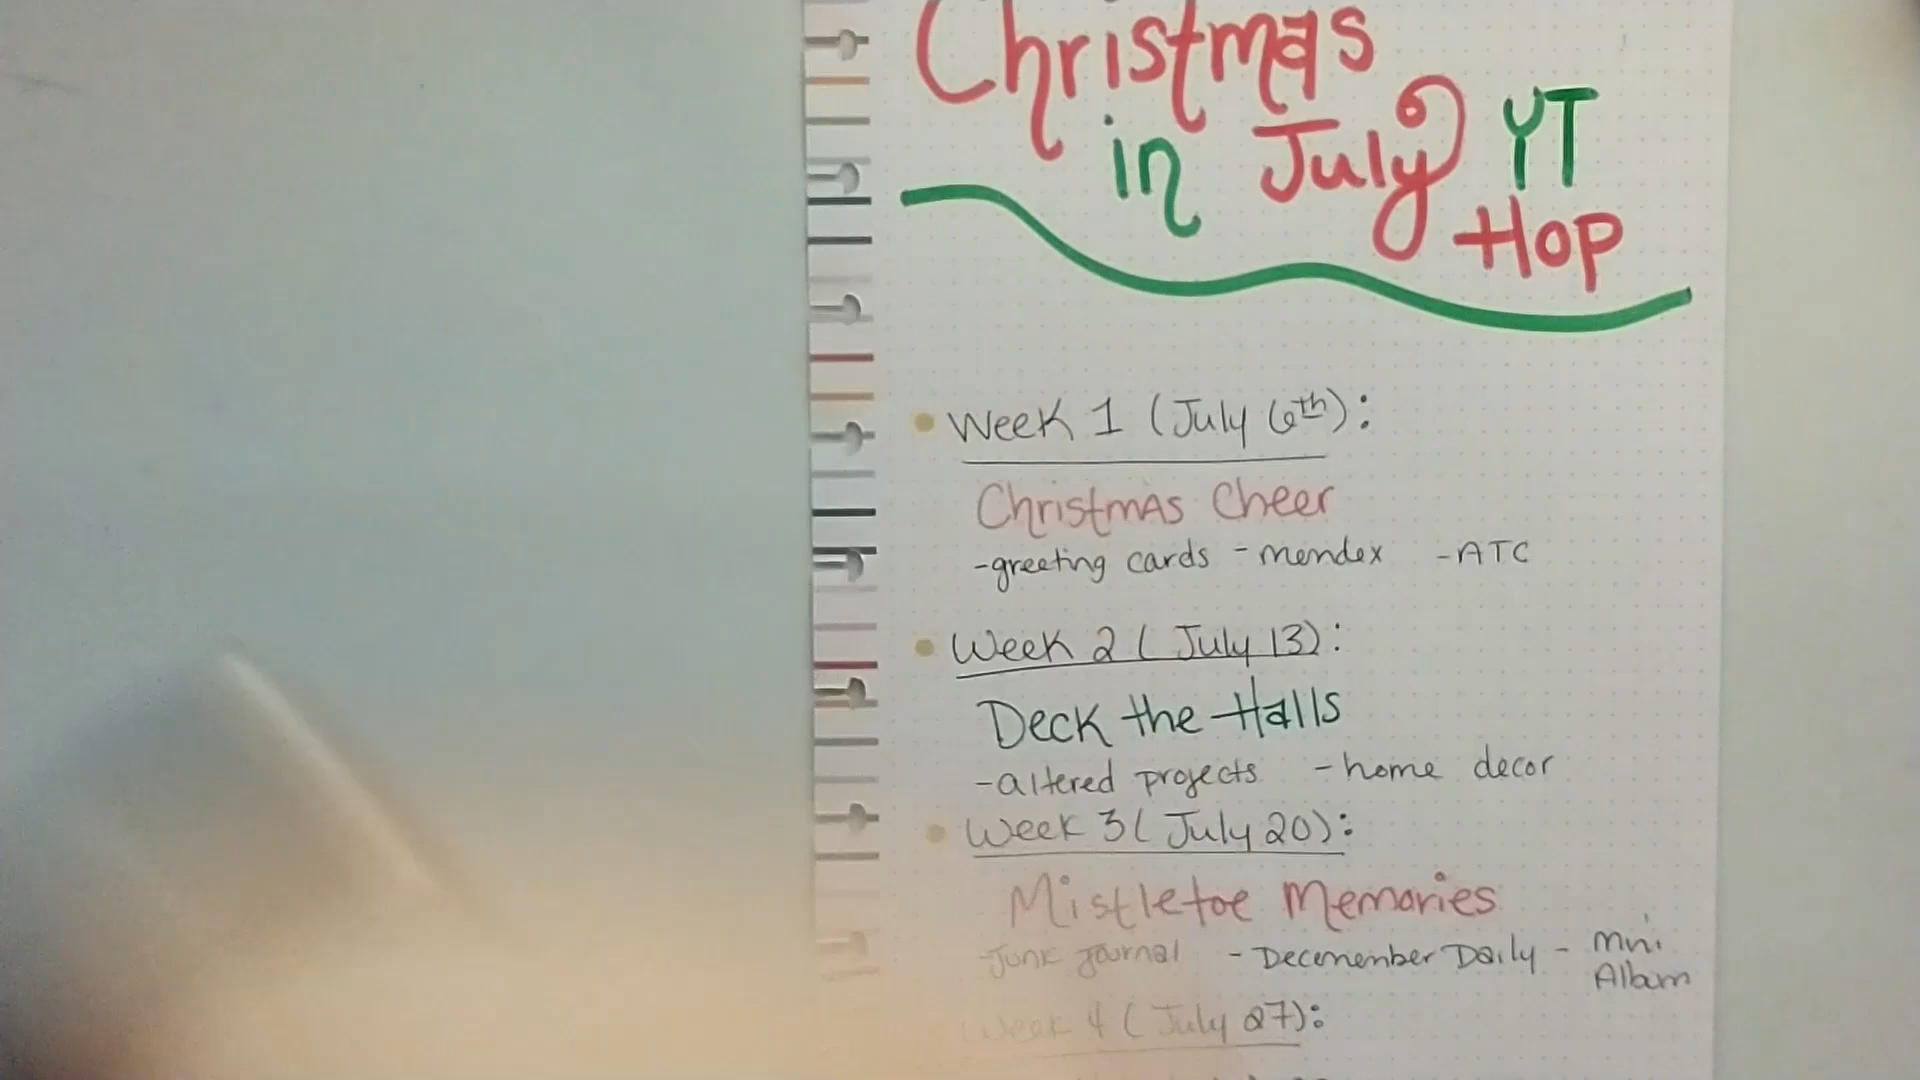 Christmas
in July YT
Hop
Week 1 (July 6th):
Christmas Cheer
-greeting cards - mendex - ATC
Week 2 (July 13):
Deck the Halls
-altered projects - home decor
Week 3 (July 20):
Mistletoe Memories
-Junk Journal - Decemember Daily - Mini
Album
Week 4 (July 27):